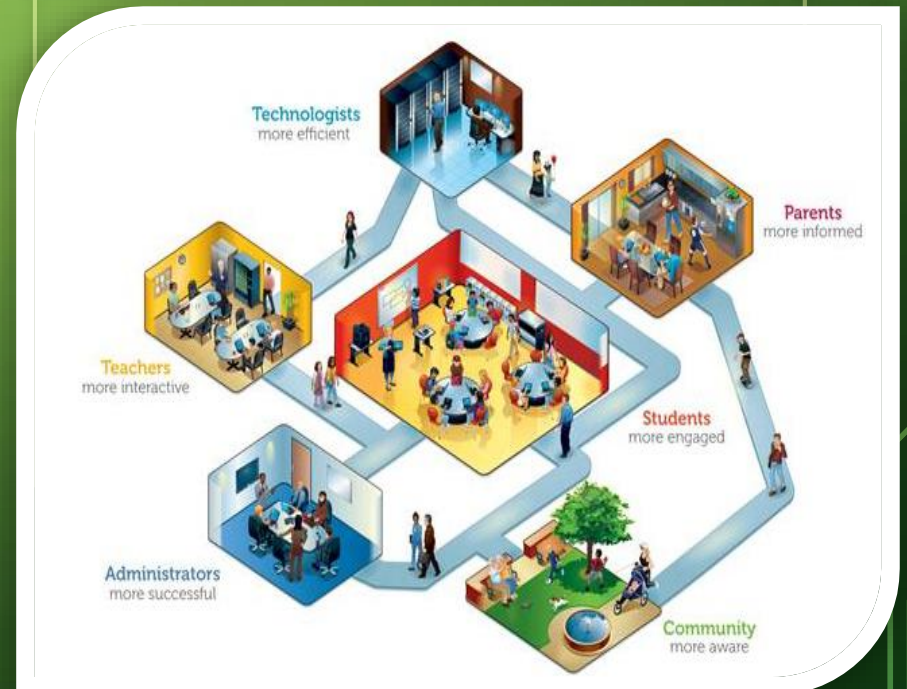 Technologists
more efficient
Parents
more informed
Teachers
more interactive
Students
more engaged
Administrators
more successful
Community
more aware